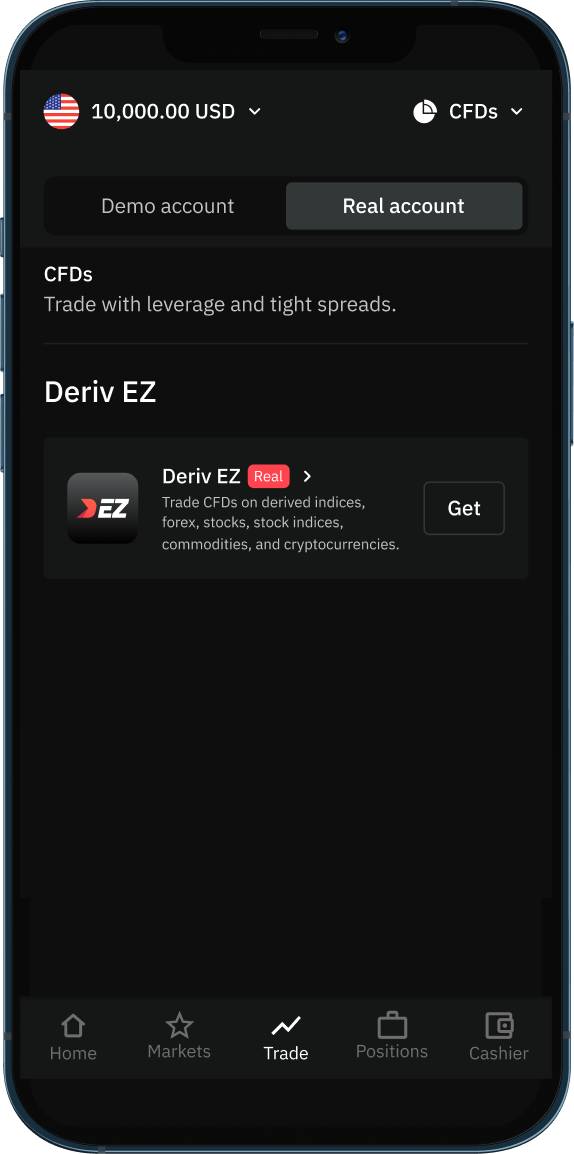 10,000.00 USD
CFDs
Demo account
Real account
CFDs
Trade with leverage and tight spreads.
Deriv EZ
EZ
Deriv EZ Real
Trade CFDs on derived indices,
forex, stocks, stock indices,
commodities, and cryptocurrencies.
Get
Home
Markets
Trade
Positions
Cashier